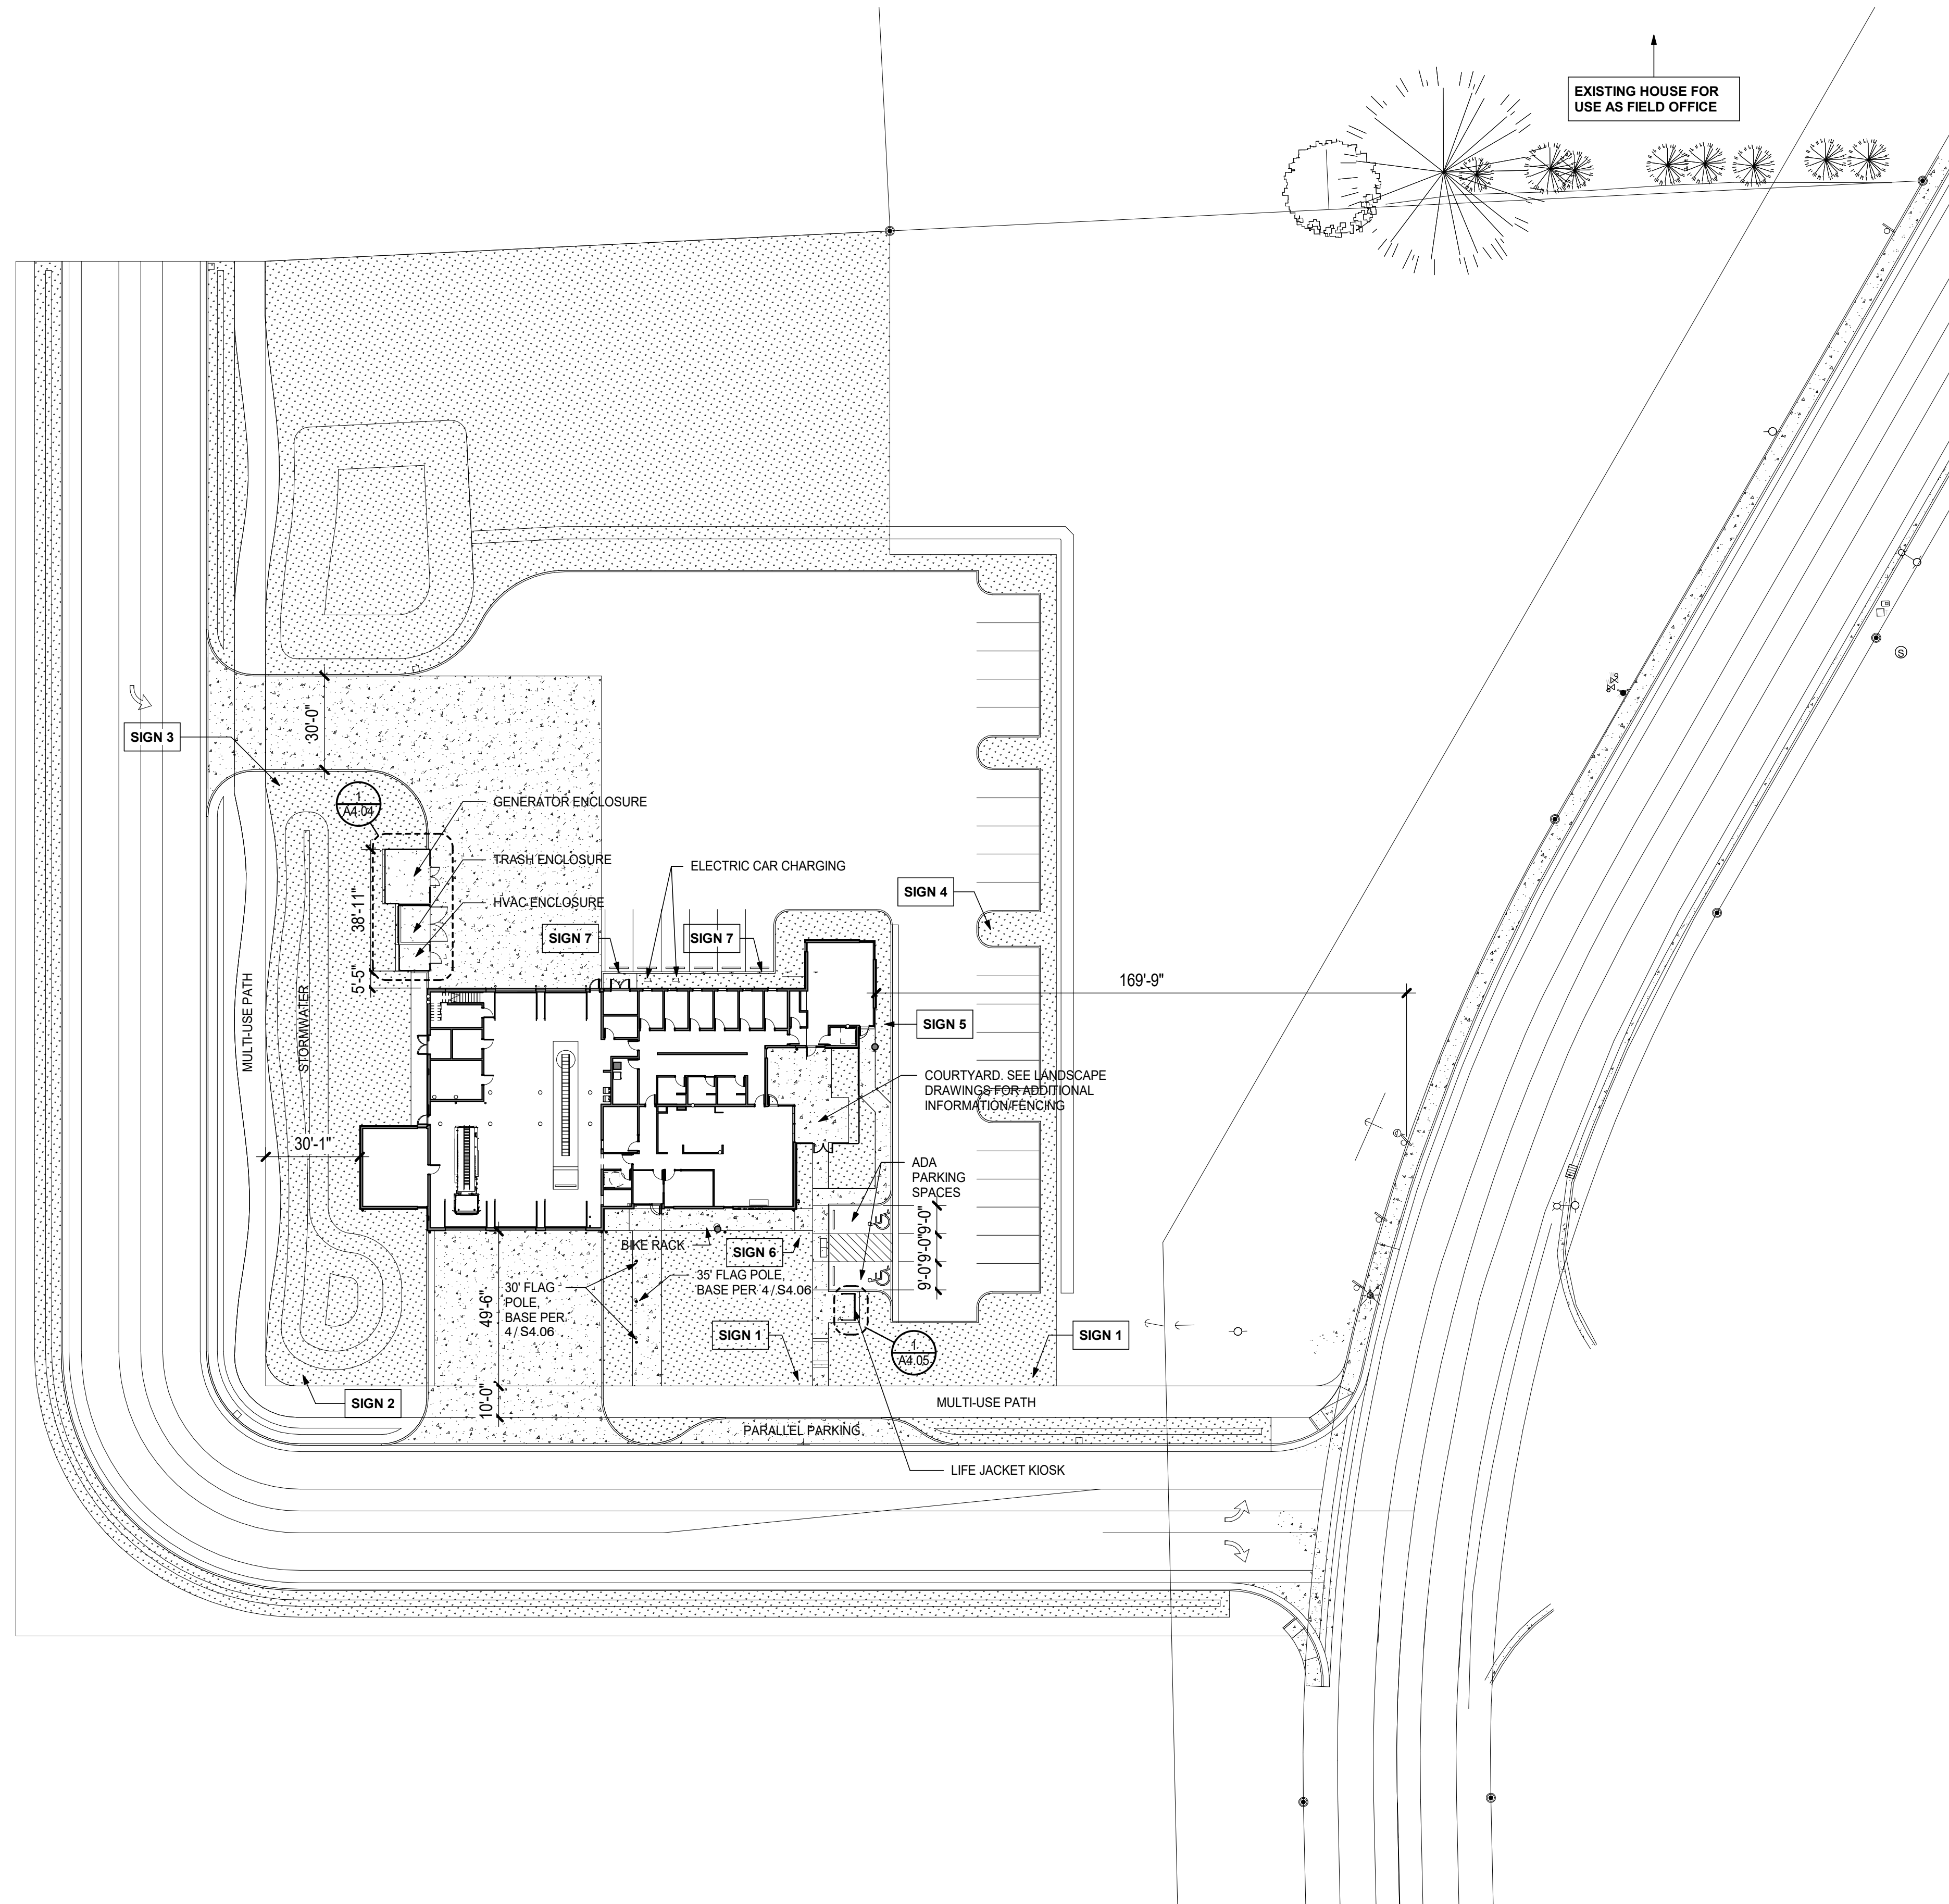 EXISTING HOUSE FOR
USE AS FIELD OFFICE
S
SIGN 3
30'-0"
1
A4.04
GENERATOR ENCLOSURE
TRASH ENCLOSURE
HVAC ENCLOSURE
38'-11"
5'-5"
ELECTRIC CAR CHARGING
SIGN 7
SIGN 7
SIGN 4
169'-9"
SIGN 5
MULTI-USE PATH
STORMWATER
COURTYARD. SEE LANDSCAPE
DRAWINGS FOR ADDITIONAL
INFORMATION/FENCING
30'-1"
ADA
PARKING
SPACES
9'-0"
9'-0"
9'-0"
BIKE RACK
SIGN 6
35' FLAG POLE,
BASE PER 4 / S4.06
30' FLAG
POLE,
BASE PER
4 / S4.06
49'-6"
SIGN 1
1
A4.05
SIGN 1
SIGN 2
10'-0"
MULTI-USE PATH
PARALLEL PARKING
LIFE JACKET KIOSK